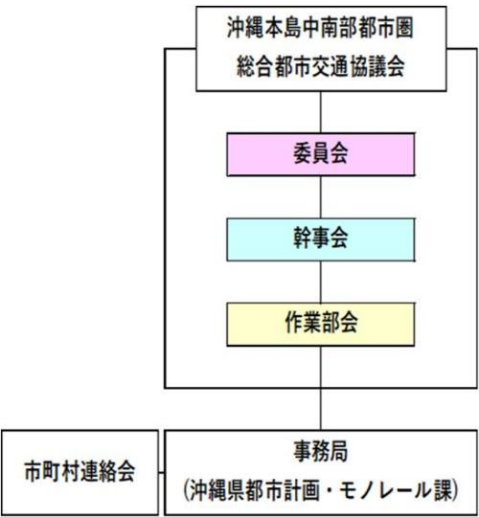 沖縄本島中南部都市圏
総合都市交通協議会
委員会
幹事会
作業部会
市町村連絡会
事務局
(沖縄県都市計画・モノレール課)